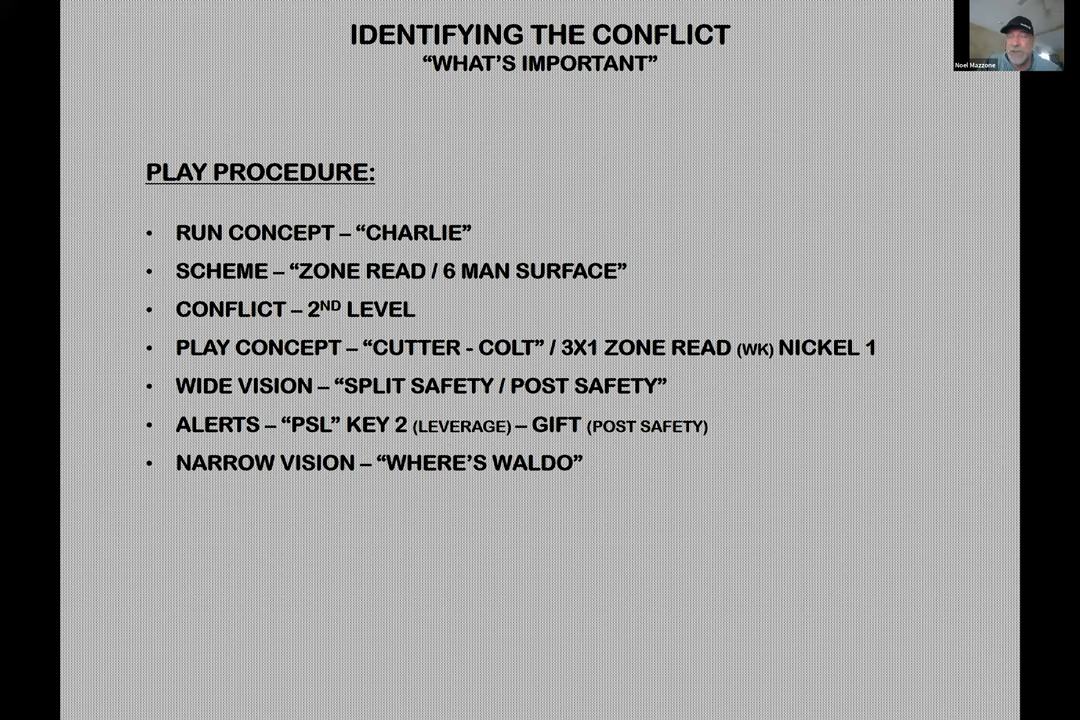 IDENTIFYING THE CONFLICT
“WHAT’S IMPORTANT”
Noel Mazzone
PLAY PROCEDURE:
• RUN CONCEPT – “CHARLIE”
• SCHEME – “ZONE READ / 6 MAN SURFACE”
• CONFLICT – 2ND LEVEL
• PLAY CONCEPT – “CUTTER - COLT” / 3X1 ZONE READ (WK) NICKEL 1
• WIDE VISION – “SPLIT SAFETY / POST SAFETY”
• ALERTS – “PSL” KEY 2 (LEVERAGE) – GIFT (POST SAFETY)
• NARROW VISION – “WHERE’S WALDO”